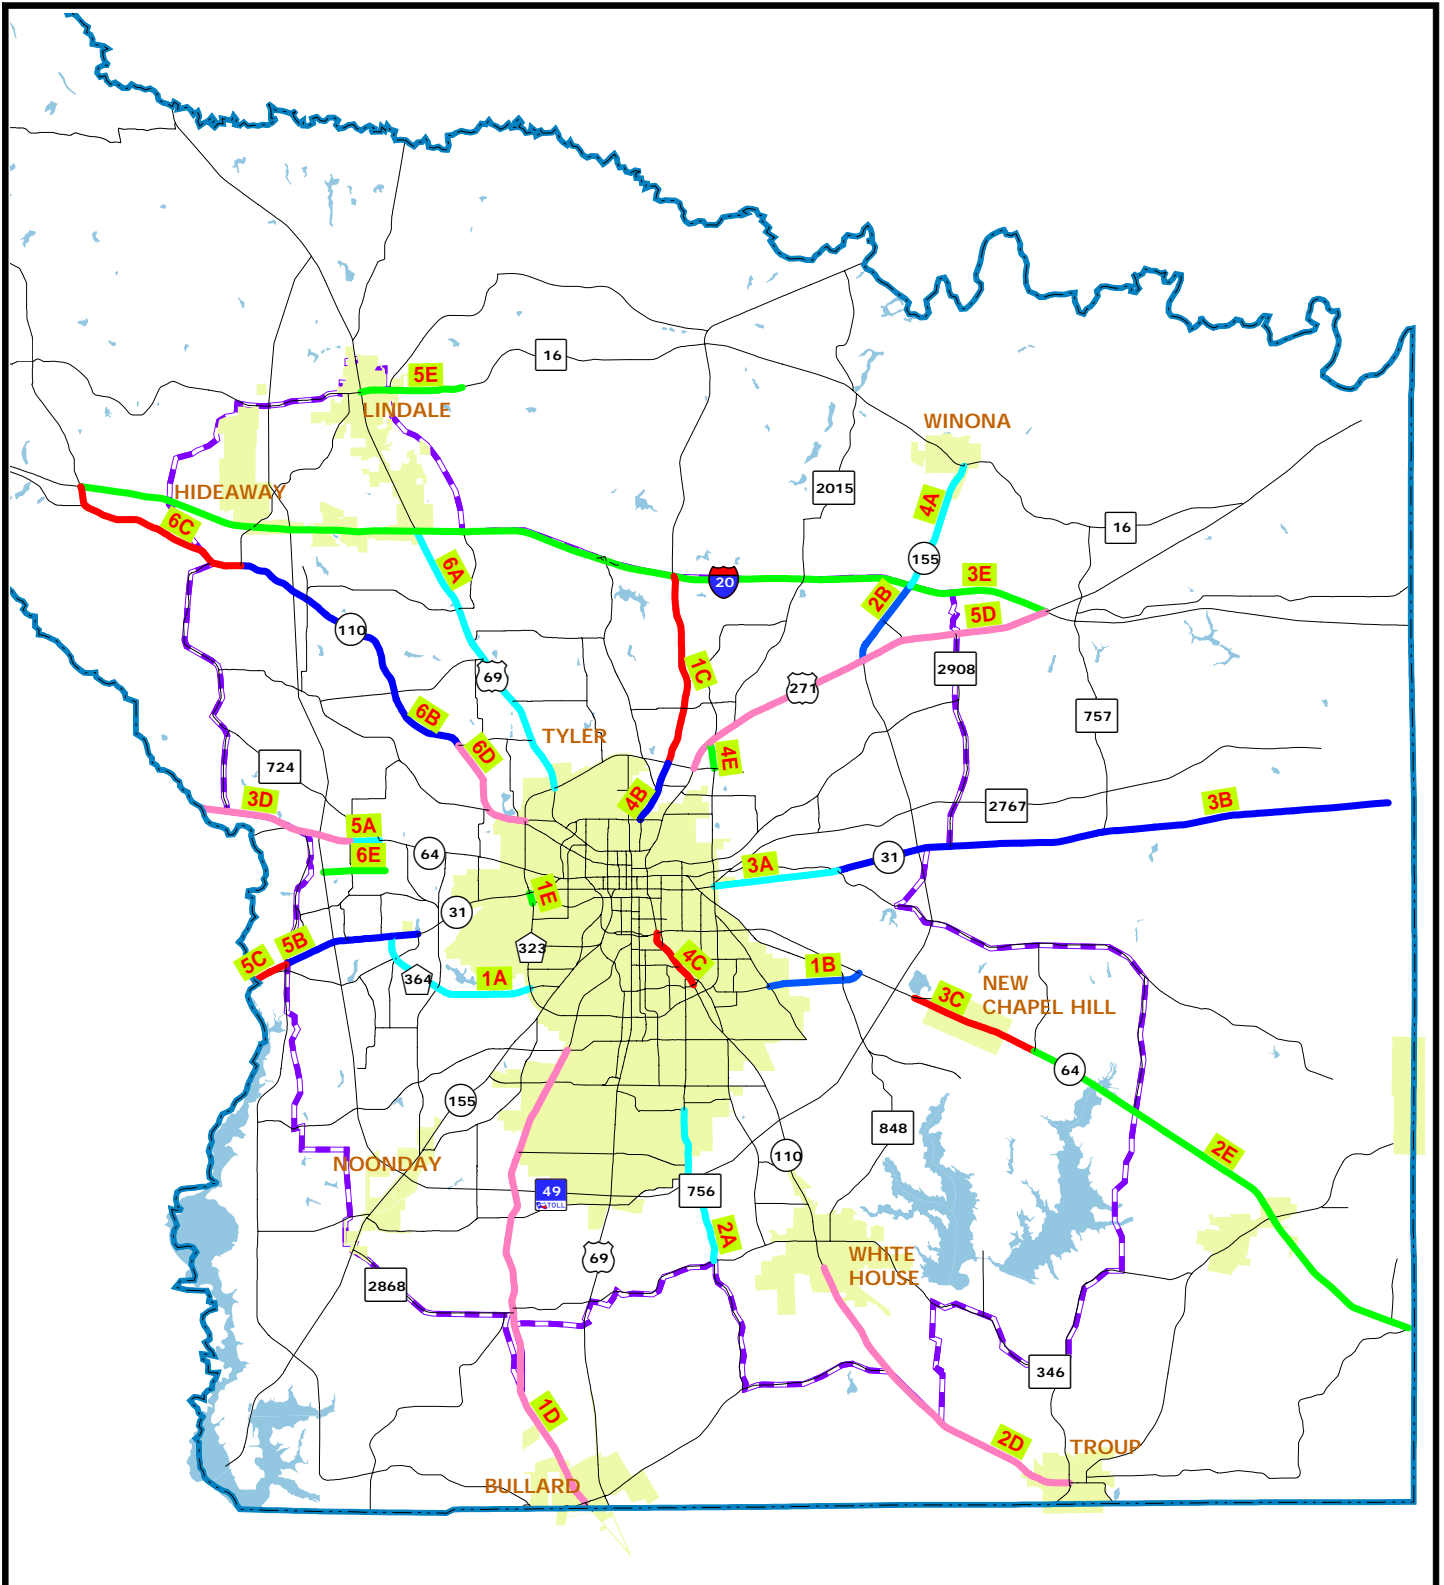 16
5E
LINDALE
WINONA
HIDEAWAY
2015
4A
6C
16
155
6A
3E
20
2B
5D
110
1C
2908
69
271
757
6B
TYLER
6D
4E
724
3D
4B
2767
3B
5A
64
6E
3A
31
1E
31
323
5B
5C
364
1A
4C
1B
NEW
CHAPEL HILL
3C
64
155
848
2E
110
NOONDAY
49
TOLL
756
2A
69
WHITE
HOUSE
2868
346
1D
2D
TROUP
BULLARD